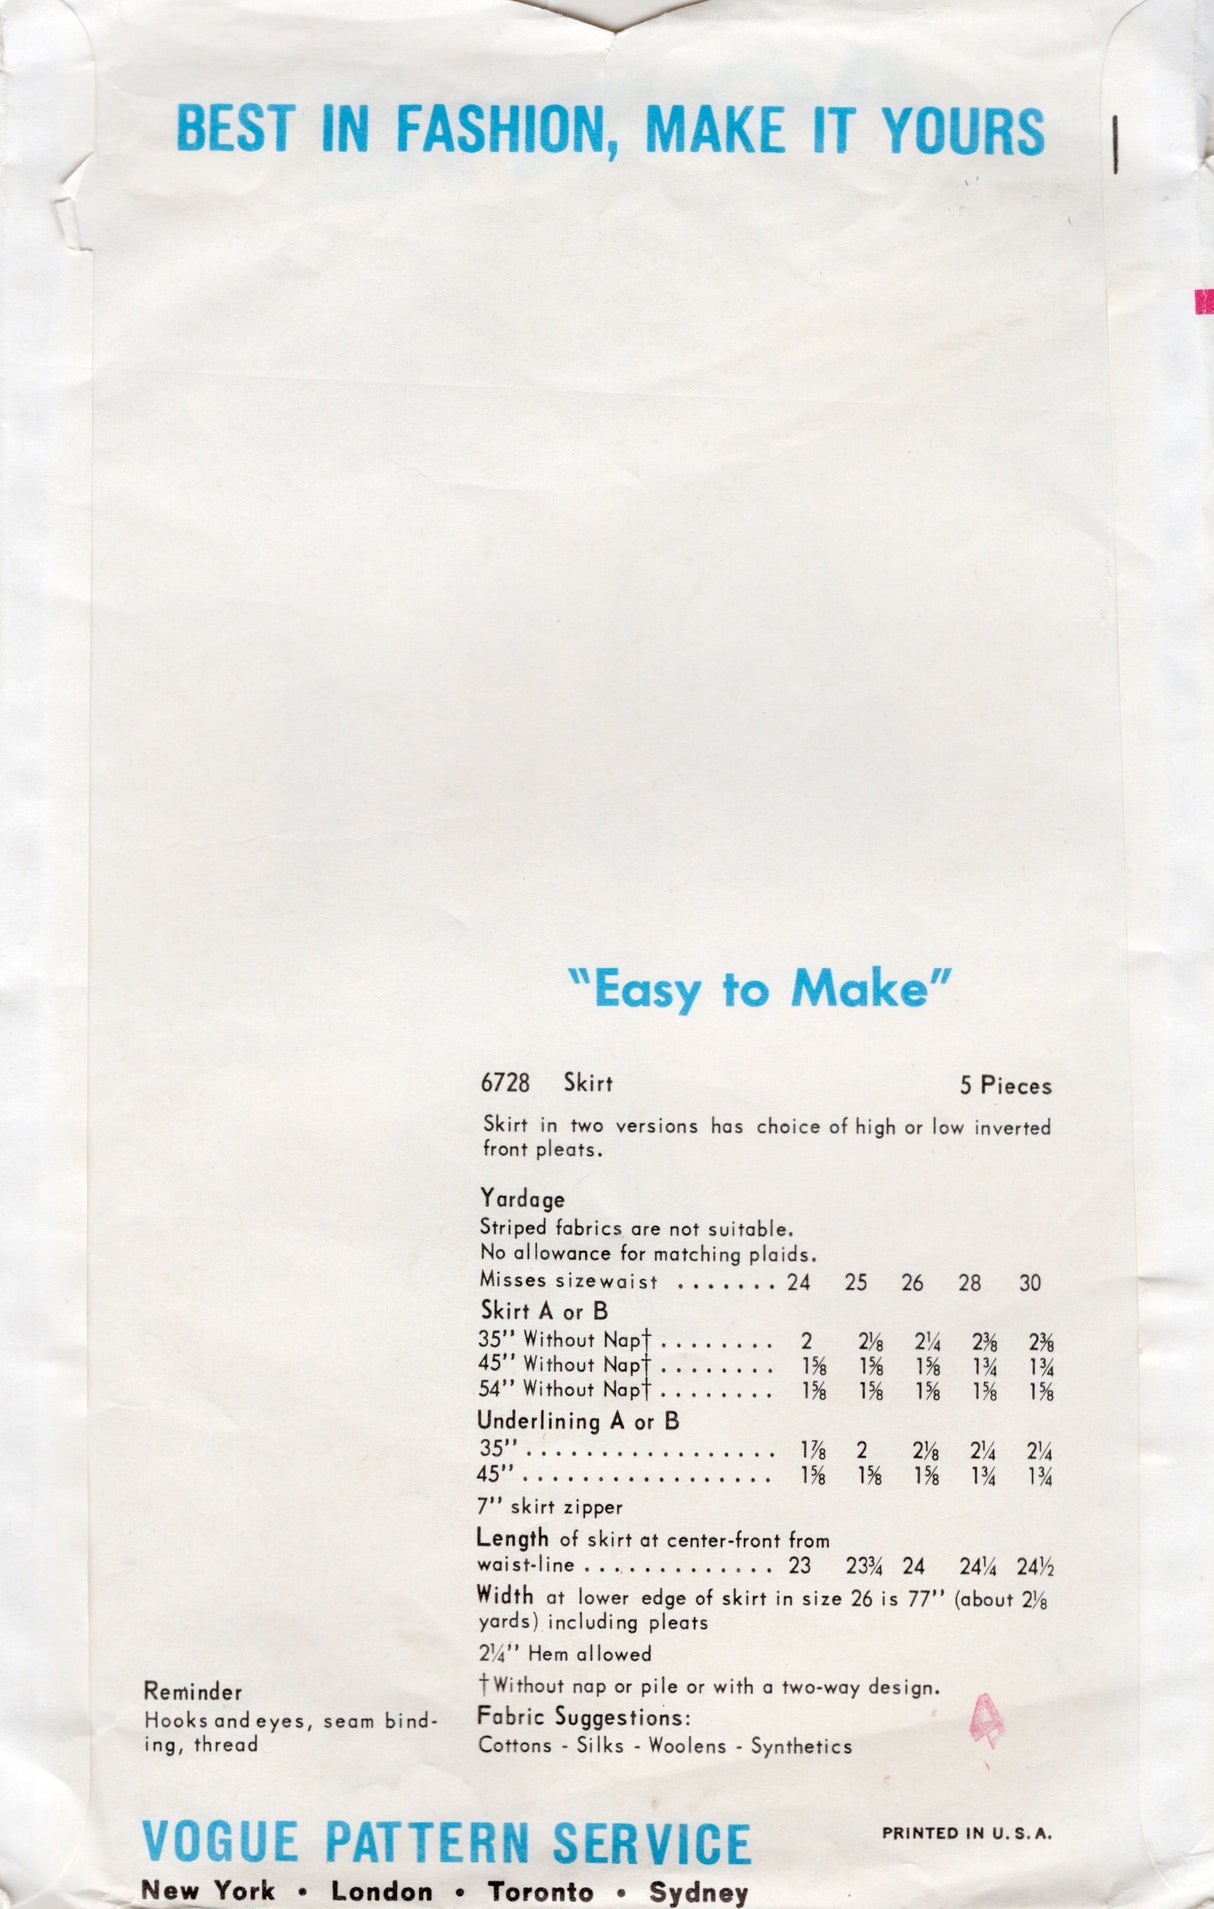 BEST IN FASHION, MAKE IT YOURS
"Easy to Make"
6728 Skirt 5 Pieces
Skirt in two versions has choice of high or low inverted
front pleats.
Yardage
Striped fabrics are not suitable.
No allowance for matching plaids.
Misses size waist ....... 24 25 26 28 30
Skirt A or B
35'' Without Nap† ........ 2 2⅛ 2¼ 2⅜ 2⅜
45'' Without Nap† ........ 1⅝ 1⅝ 1⅝ 1¾ 1¾
54'' Without Nap† ........ 1⅝ 1⅝ 1⅝ 1⅝ 1⅝
Underlining A or B
35'' ................. 1⅞ 2 2⅛ 2¼ 2¼
45'' ................. 1⅝ 1⅝ 1⅝ 1¾ 1¾
7'' skirt zipper
Length of skirt at center-front from
waist-line ............. 23 23¾ 24 24¼ 24½
Width at lower edge of skirt in size 26 is 77'' (about 2⅛
yards) including pleats
2¼'' Hem allowed
†Without nap or pile or with a two-way design.
Fabric Suggestions:
Cottons - Silks - Woolens - Synthetics
Reminder
Hooks and eyes, seam bind-
ing, thread
VOGUE PATTERN SERVICE
PRINTED IN U.S.A.
New York • London • Toronto • Sydney